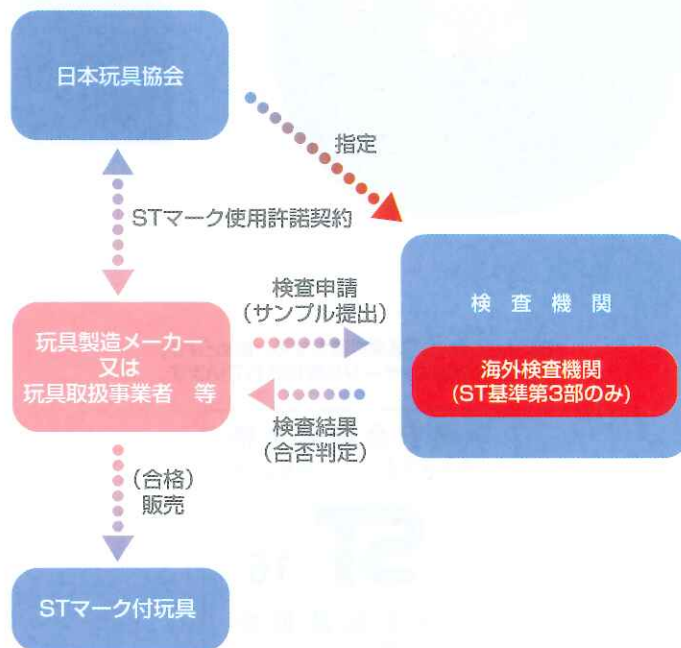 日本玩具協会
指定
STマーク使用許諾契約
検査申請
(サンプル提出)
検査機関
玩具製造メーカー
又は
玩具取扱事業者 等
海外検査機関
(ST基準第3部のみ)
検査結果
(合否判定)
(合格)
販売
STマーク付玩具